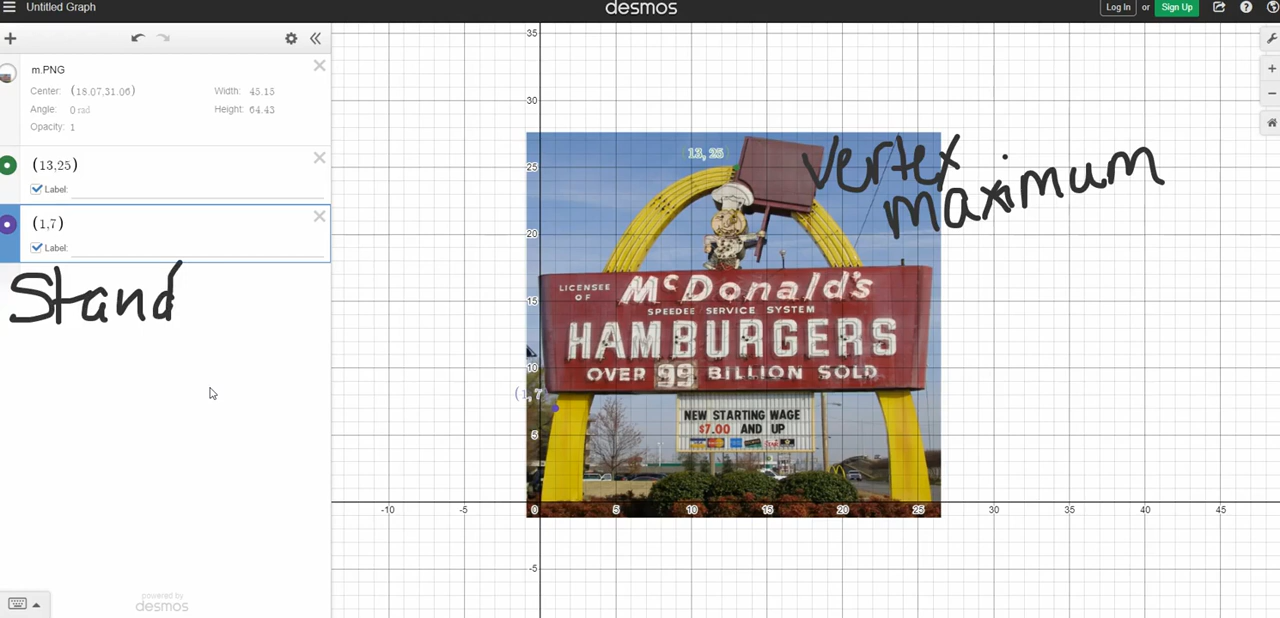 Untitled Graph
desmos
Log In or Sign Up
m.PNG
Center: (18.07,31.06) Width: 45.15
Angle: 0 rad Height: 64.43
Opacity: 1
(13,25)
Label:
(1,7)
Label:
Stand
powered by
desmos
35
30
25
20
15
10
5
-5
-10 -5 0 5 10 15 20 25 30 35 40 45
13, 25
(1, 7
vertex
maximum
LICENSEE
OF
McDonald's
SPEEDEE SERVICE SYSTEM
HAMBURGERS
OVER 99 BILLION SOLD
NEW STARTING WAGE
$7.00 AND UP